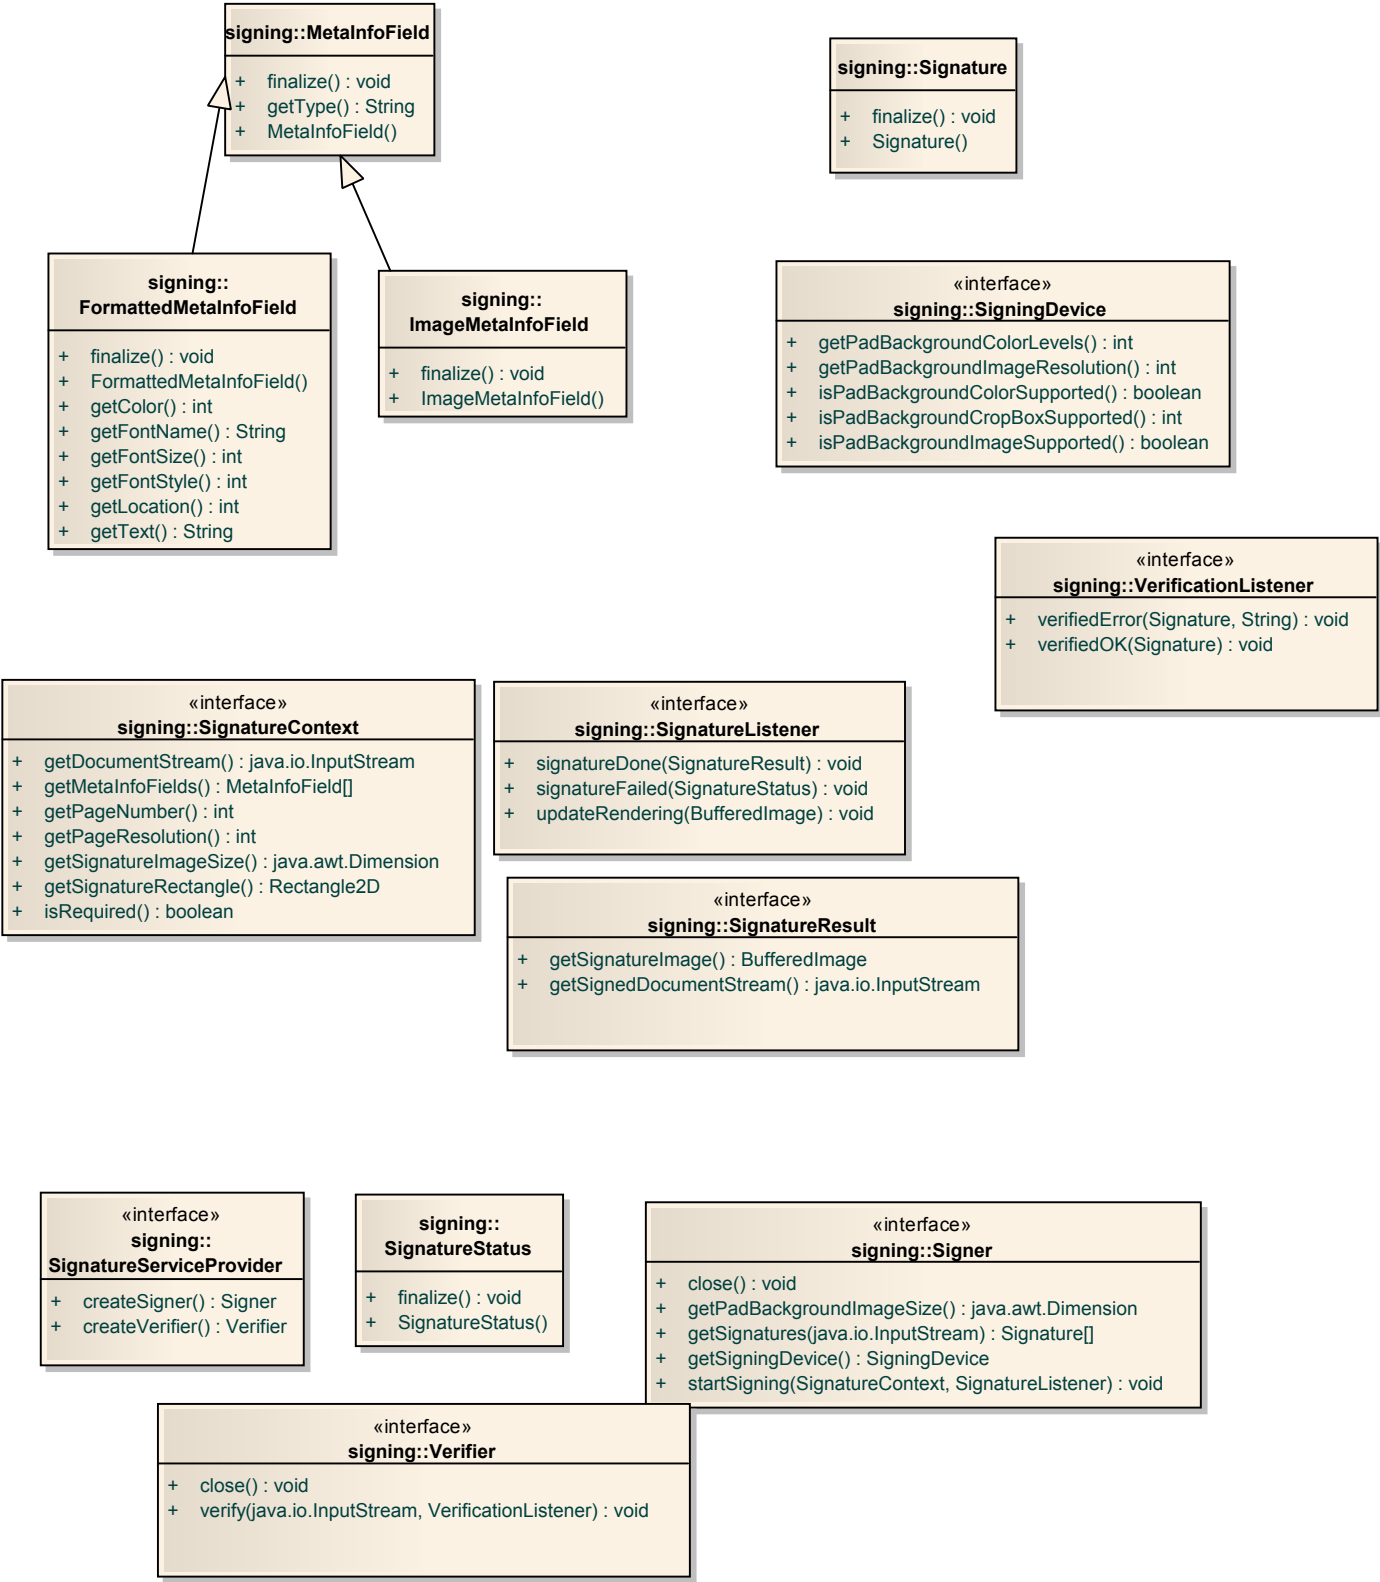 signing::MetaInfoField
+ finalize() : void
+ getType() : String
+ MetaInfoField()
signing::Signature
+ finalize() : void
+ Signature()
signing::
FormattedMetaInfoField
+ finalize() : void
+ FormattedMetaInfoField()
+ getColor() : int
+ getFontName() : String
+ getFontSize() : int
+ getFontStyle() : int
+ getLocation() : int
+ getText() : String
signing::
ImageMetaInfoField
+ finalize() : void
+ ImageMetaInfoField()
«interface»
signing::SigningDevice
+ getPadBackgroundColorLevels() : int
+ getPadBackgroundImageResolution() : int
+ isPadBackgroundColorSupported() : boolean
+ isPadBackgroundCropBoxSupported() : int
+ isPadBackgroundImageSupported() : boolean
«interface»
signing::VerificationListener
+ verifiedError(Signature, String) : void
+ verifiedOK(Signature) : void
«interface»
signing::SignatureContext
+ getDocumentStream() : java.io.InputStream
+ getMetaInfoFields() : MetaInfoField[]
+ getPageNumber() : int
+ getPageResolution() : int
+ getSignatureImageSize() : java.awt.Dimension
+ getSignatureRectangle() : Rectangle2D
+ isRequired() : boolean
«interface»
signing::SignatureListener
+ signatureDone(SignatureResult) : void
+ signatureFailed(SignatureStatus) : void
+ updateRendering(BufferedImage) : void
«interface»
signing::SignatureResult
+ getSignatureImage() : BufferedImage
+ getSignedDocumentStream() : java.io.InputStream
«interface»
signing::
SignatureServiceProvider
+ createSigner() : Signer
+ createVerifier() : Verifier
signing::
SignatureStatus
+ finalize() : void
+ SignatureStatus()
«interface»
signing::Signer
+ close() : void
+ getPadBackgroundImageSize() : java.awt.Dimension
+ getSignatures(java.io.InputStream) : Signature[]
+ getSigningDevice() : SigningDevice
+ startSigning(SignatureContext, SignatureListener) : void
«interface»
signing::Verifier
+ close() : void
+ verify(java.io.InputStream, VerificationListener) : void